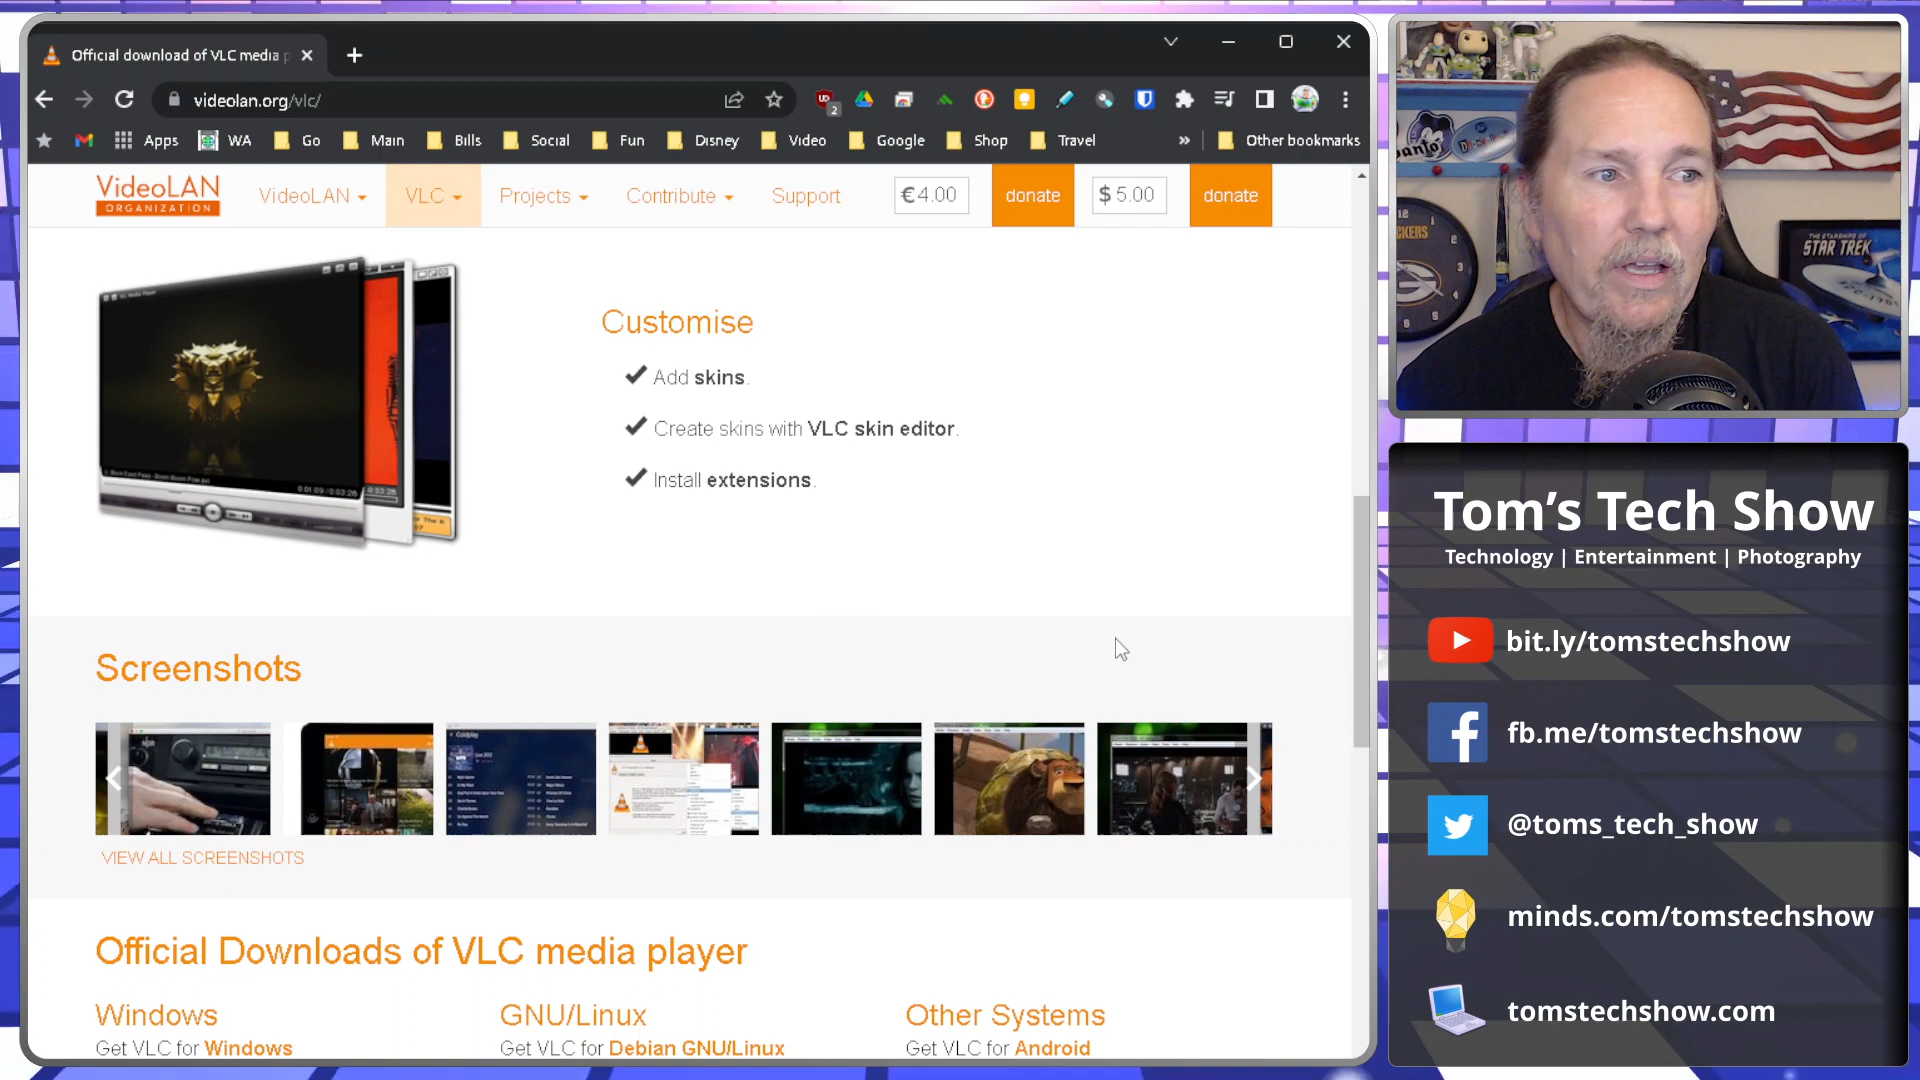 Official download of VLC media p
videolan.org/vlc/
2
Apps
WA
Go
Main
Bills
Social
Fun
Disney
Video
Google
Shop
Travel
»
Other bookmarks
VideoLAN
ORGANIZATION
VideoLAN
VLC
Projects
Contribute
Support
€ 4.00
donate
$ 5.00
donate
Customise
Add skins.
Create skins with VLC skin editor.
Install extensions.
Screenshots
Coldplay
VIEW ALL SCREENSHOTS
Official Downloads of VLC media player
Windows
GNU/Linux
Other Systems
Get VLC for Windows
Get VLC for Debian GNU/Linux
Get VLC for Android
THE STARSHIPS OF
STAR TREK
Tom's Tech Show
Technology | Entertainment | Photography
bit.ly/tomstechshow
fb.me/tomstechshow
@toms_tech_show
minds.com/tomstechshow
tomstechshow.com